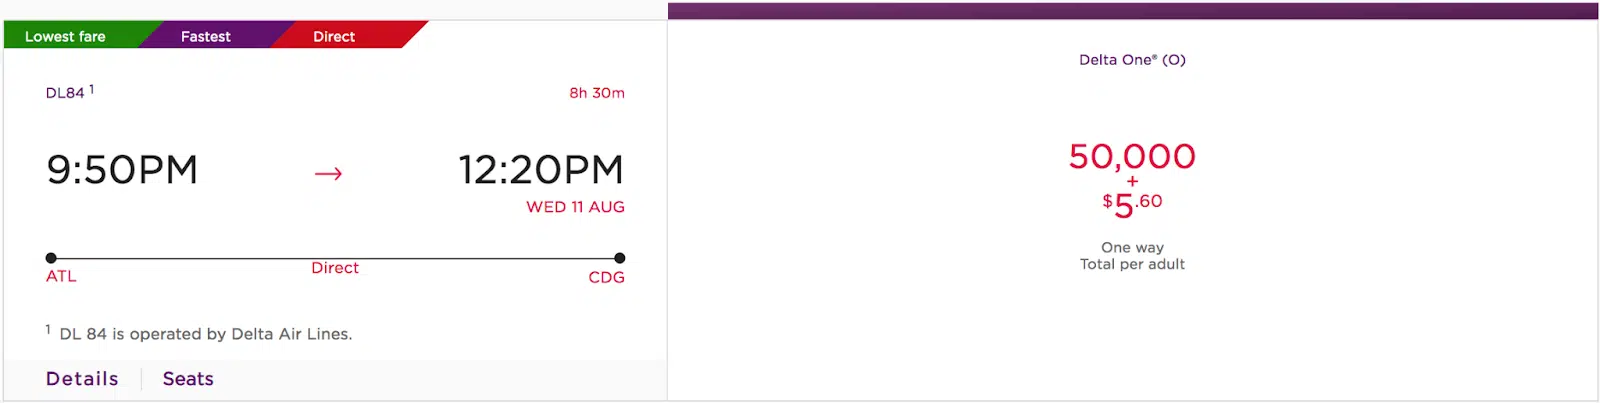 Lowest fare Fastest Direct
DL84 1 8h 30m
9:50PM → 12:20PM
WED 11 AUG
ATL Direct CDG
1 DL 84 is operated by Delta Air Lines.
Details Seats
Delta One® (O)
50,000
+
$5.60
One way
Total per adult